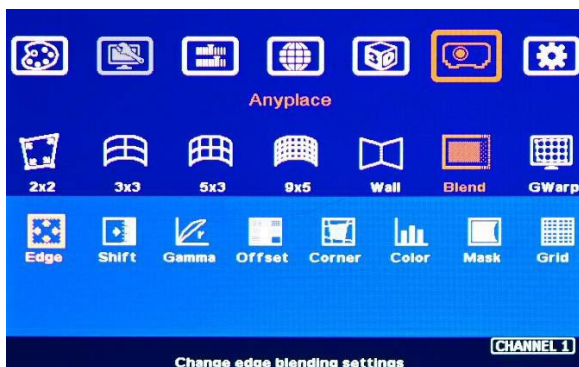 Anyplace
2x2 3x3 5x3 9x5 Wall Blend GWarp
Edge Shift Gamma Offset Corner Color Mask Grid
CHANNEL 1
Change edge blending settings